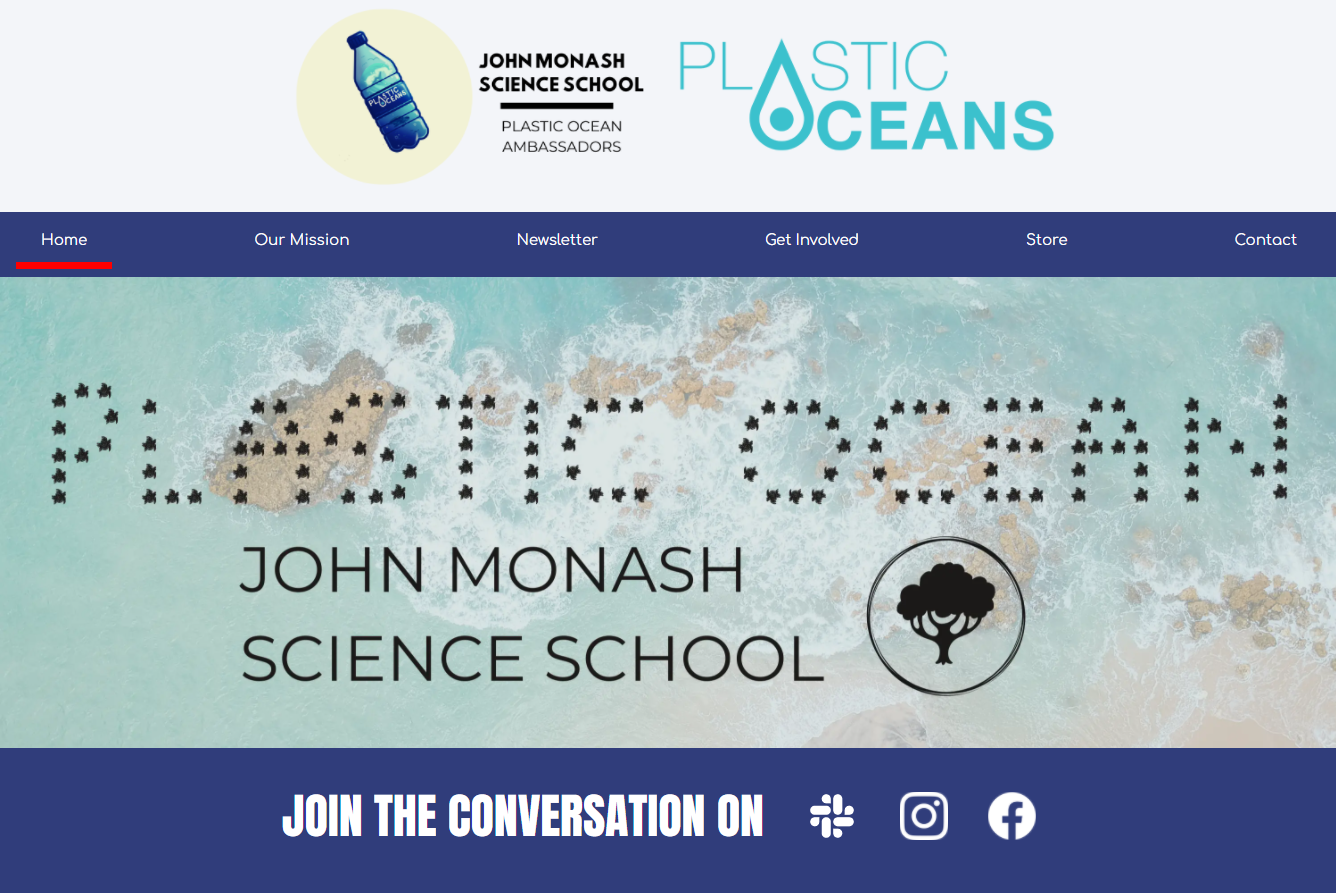 PLASTIC
OCEANS
JOHN MONASH
SCIENCE SCHOOL
PLASTIC OCEAN
AMBASSADORS
PLASTIC
OCEANS
Home Our Mission Newsletter Get Involved Store Contact
PLASTIC OCEAN
JOHN MONASH
SCIENCE SCHOOL
JOIN THE CONVERSATION ON